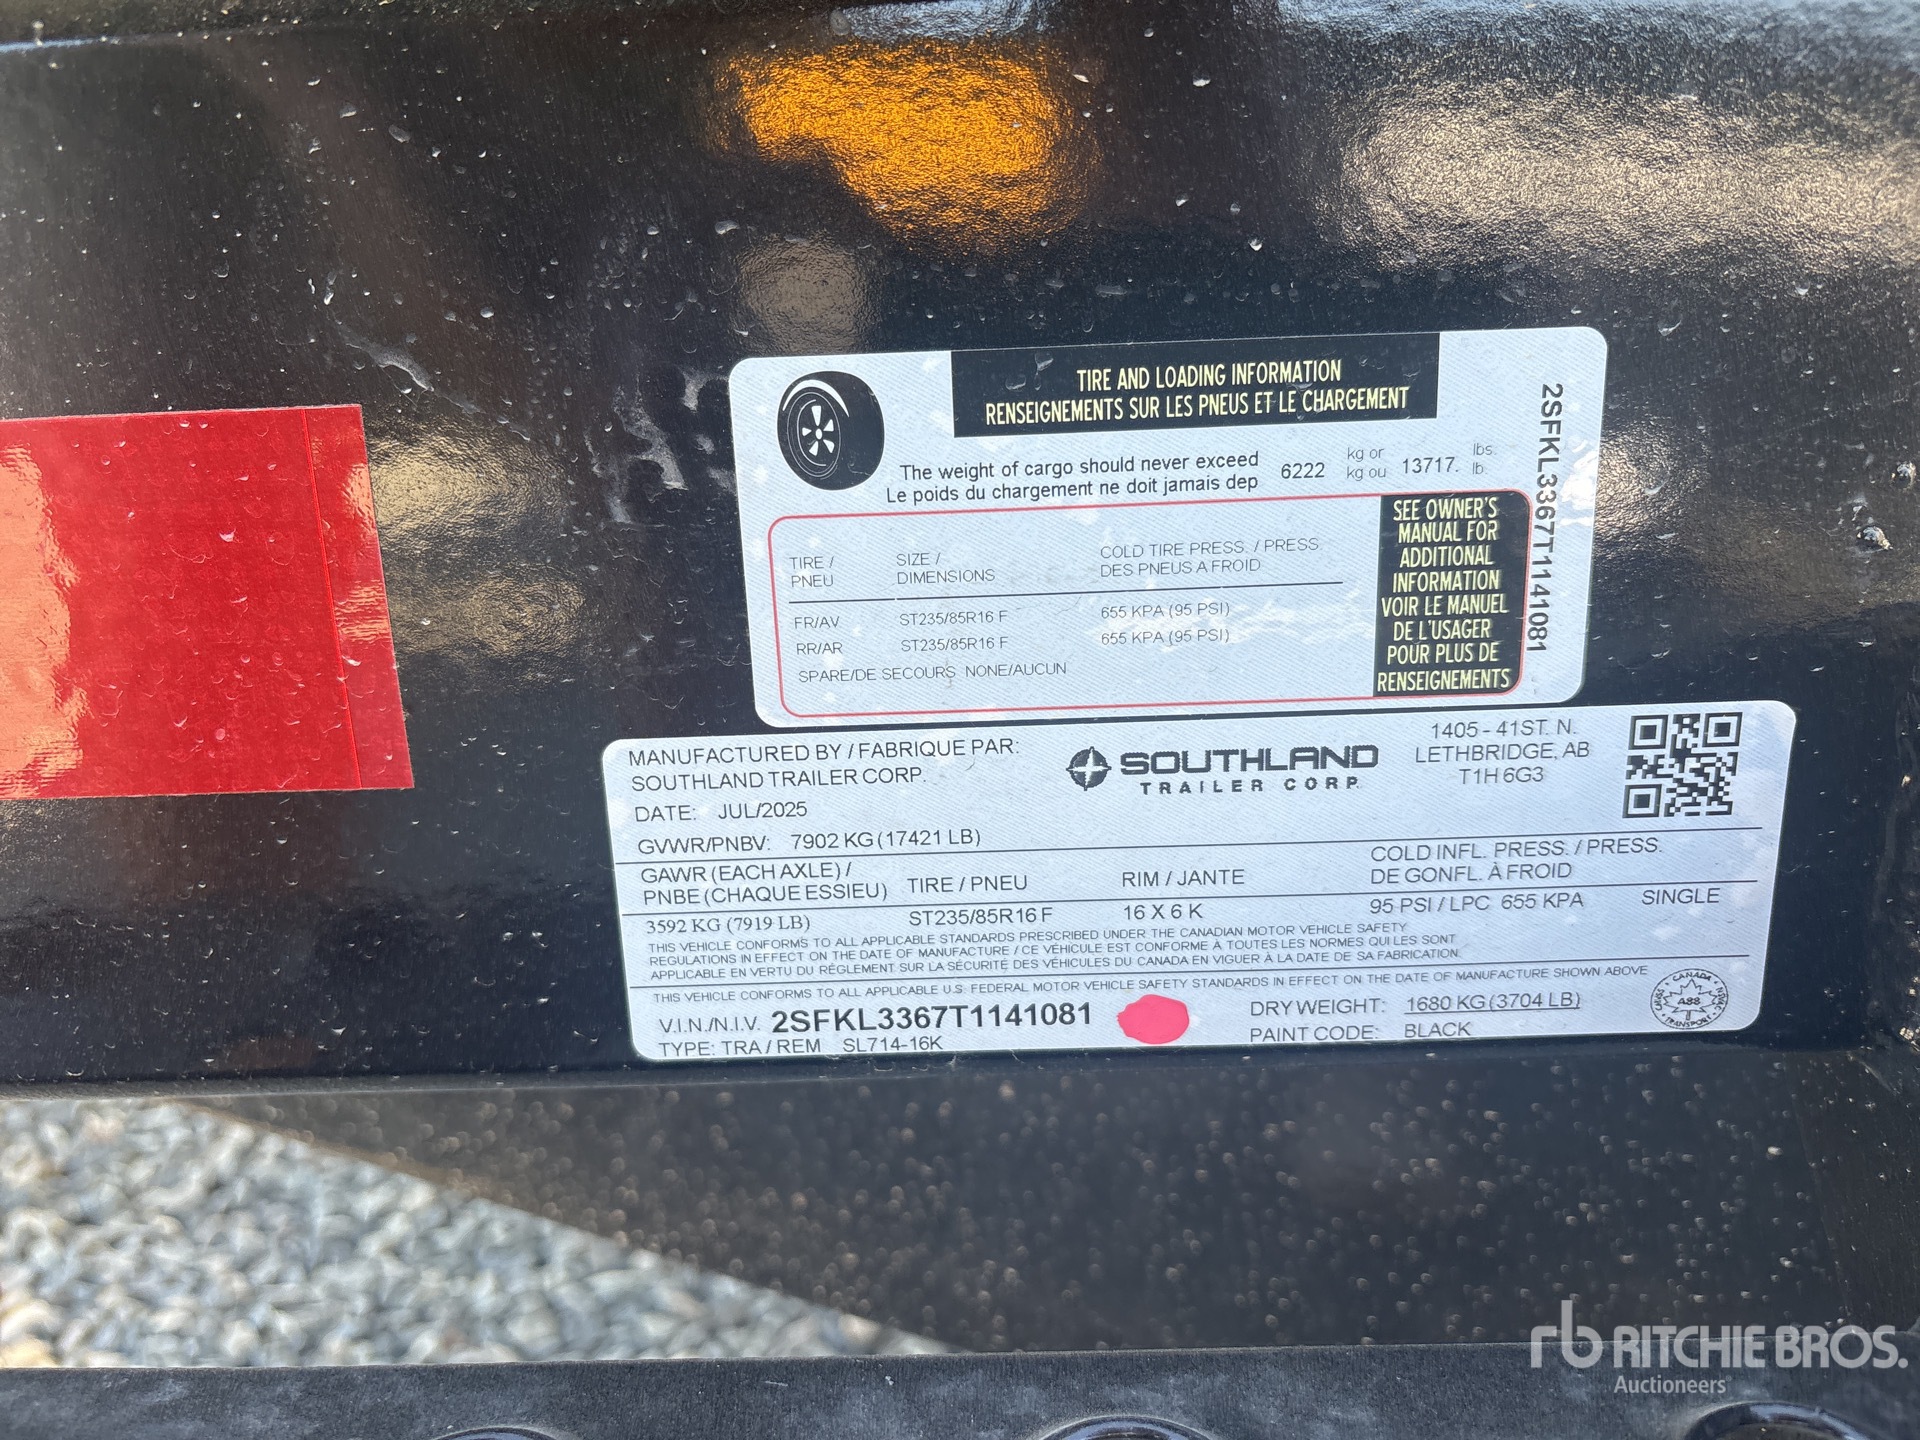 TIRE AND LOADING INFORMATION
RENSEIGNEMENTS SUR LES PNEUS ET LE CHARGEMENT
The weight of cargo should never exceed 6222 kg or 13717. lbs.
Le poids du chargement ne doit jamais dep kg ou lb.
TIRE / SIZE / COLD TIRE PRESS. / PRESS.
PNEU DIMENSIONS DES PNEUS A FROID
FR/AV ST235/85R16 F 655 KPA (95 PSI)
RR/AR ST235/85R16 F 655 KPA (95 PSI)
SPARE/DE SECOURS NONE/AUCUN
SEE OWNER'S
MANUAL FOR
ADDITIONAL
INFORMATION
VOIR LE MANUEL
DE L'USAGER
POUR PLUS DE
RENSEIGNEMENTS
2SFKL3367T1141081
MANUFACTURED BY / FABRIQUE PAR:
SOUTHLAND TRAILER CORP.
SOUTHLAND
TRAILER CORP.
1405 - 41ST. N.
LETHBRIDGE, AB
T1H 6G3
DATE: JUL/2025
GVWR/PNBV: 7902 KG (17421 LB)
GAWR (EACH AXLE) / TIRE / PNEU RIM / JANTE COLD INFL. PRESS. / PRESS.
PNBE (CHAQUE ESSIEU) DE GONFL. À FROID
3592 KG (7919 LB) ST235/85R16 F 16 X 6 K 95 PSI / LPC 655 KPA SINGLE
THIS VEHICLE CONFORMS TO ALL APPLICABLE STANDARDS PRESCRIBED UNDER THE CANADIAN MOTOR VEHICLE SAFETY
REGULATIONS IN EFFECT ON THE DATE OF MANUFACTURE / CE VÉHICULE EST CONFORME À TOUTES LES NORMES QUI LES SONT
APPLICABLE EN VERTU DU RÉGLEMENT SUR LA SÉCURITÉ DES VÉHICULES DU CANADA EN VIGUER À LA DATE DE SA FABRICATION
THIS VEHICLE CONFORMS TO ALL APPLICABLE U.S. FEDERAL MOTOR VEHICLE SAFETY STANDARDS IN EFFECT ON THE DATE OF MANUFACTURE SHOWN ABOVE
V.I.N./N.I.V. 2SFKL3367T1141081 DRY WEIGHT: 1680 KG (3704 LB)
TYPE: TRA / REM SL714-16K PAINT CODE: BLACK
CANADA
TRANSPORT
rb RITCHIE BROS.
Auctioneers